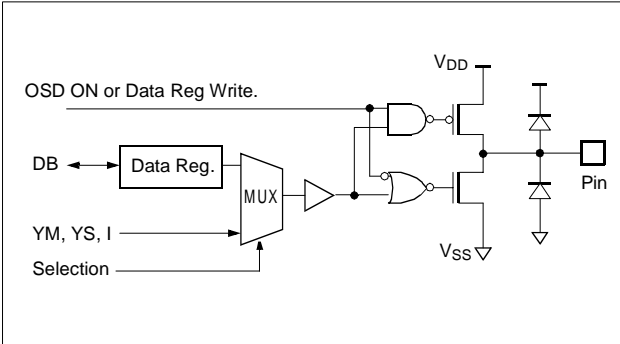 VDD
OSD ON or Data Reg Write.
DB
Data Reg.
MUX
Pin
YM, YS, I
VSS
Selection